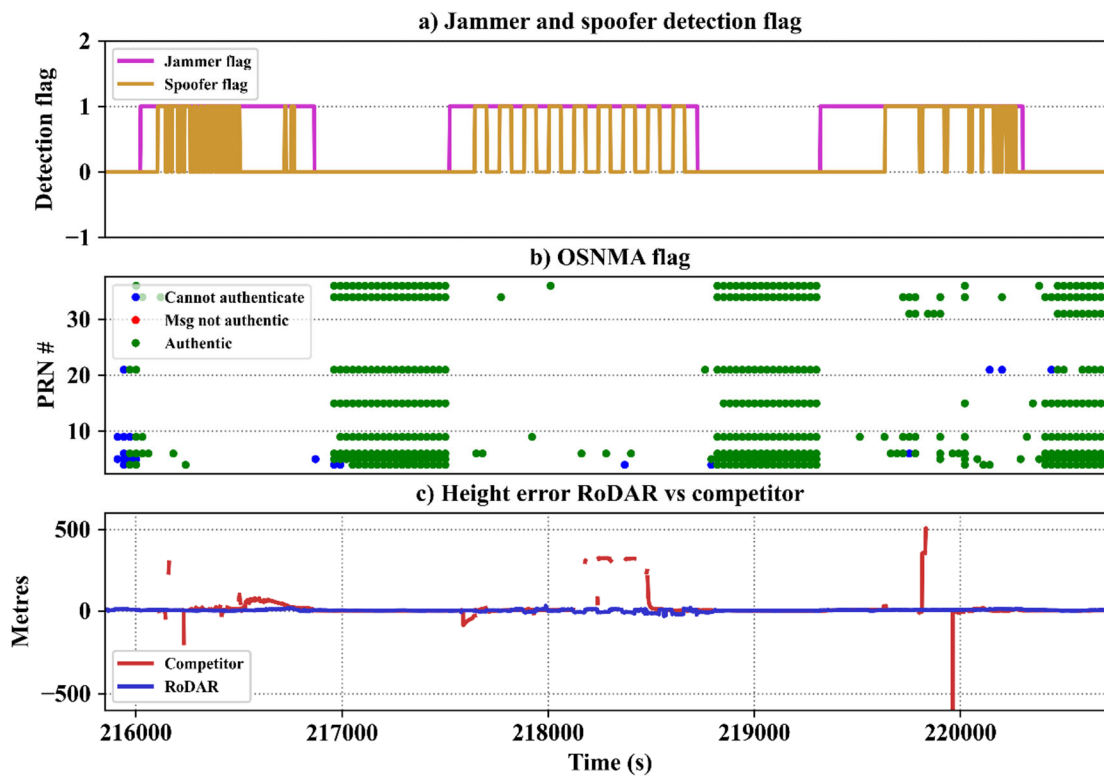 a) Jammer and spoofer detection flag
2
1
0
−1
Detection flag
Jammer flag
Spoofer flag
b) OSNMA flag
30
20
10
PRN #
Cannot authenticate
Msg not authentic
Authentic
c) Height error RoDAR vs competitor
500
0
−500
Metres
Competitor
RoDAR
216000
217000
218000
219000
220000
Time (s)